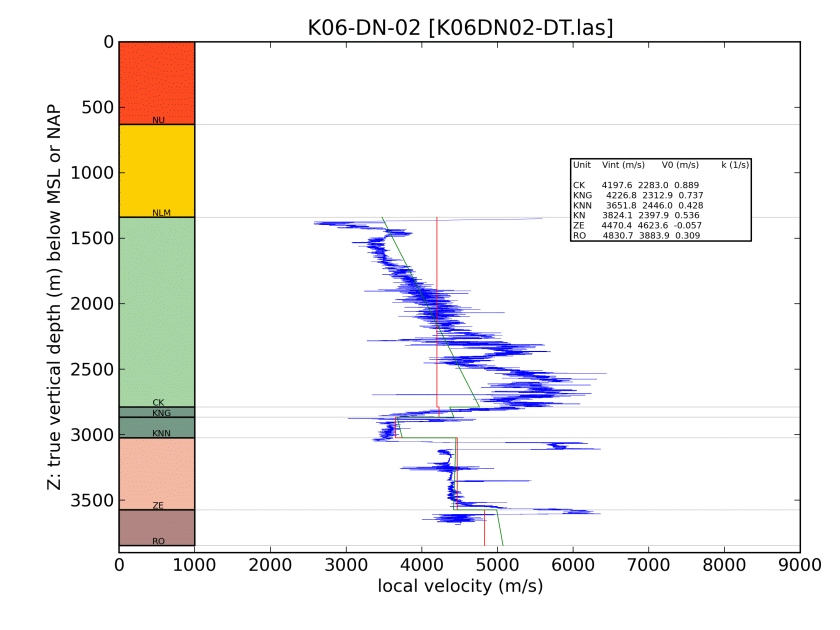 K06-DN-02 [K06DN02-DT.las]
Z: true vertical depth (m) below MSL or NAP
0
500
1000
1500
2000
2500
3000
3500
NU
NLM
CK
KNG
KNN
ZE
RO
Unit Vint (m/s) V0 (m/s) k (1/s)
CK 4197.6 2283.0 0.889
KNG 4226.8 2312.9 0.737
KNN 3651.8 2446.0 0.428
KN 3824.1 2397.9 0.536
ZE 4470.4 4623.6 -0.057
RO 4830.7 3883.9 0.309
0 1000 2000 3000 4000 5000 6000 7000 8000 9000
local velocity (m/s)